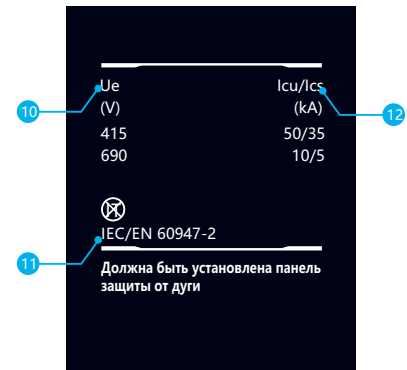 Ue Icu/Ics
(V) (kA)
10 12
415 50/35
690 10/5
IEC/EN 60947-2
11
Должна быть установлена панель
защиты от дуги